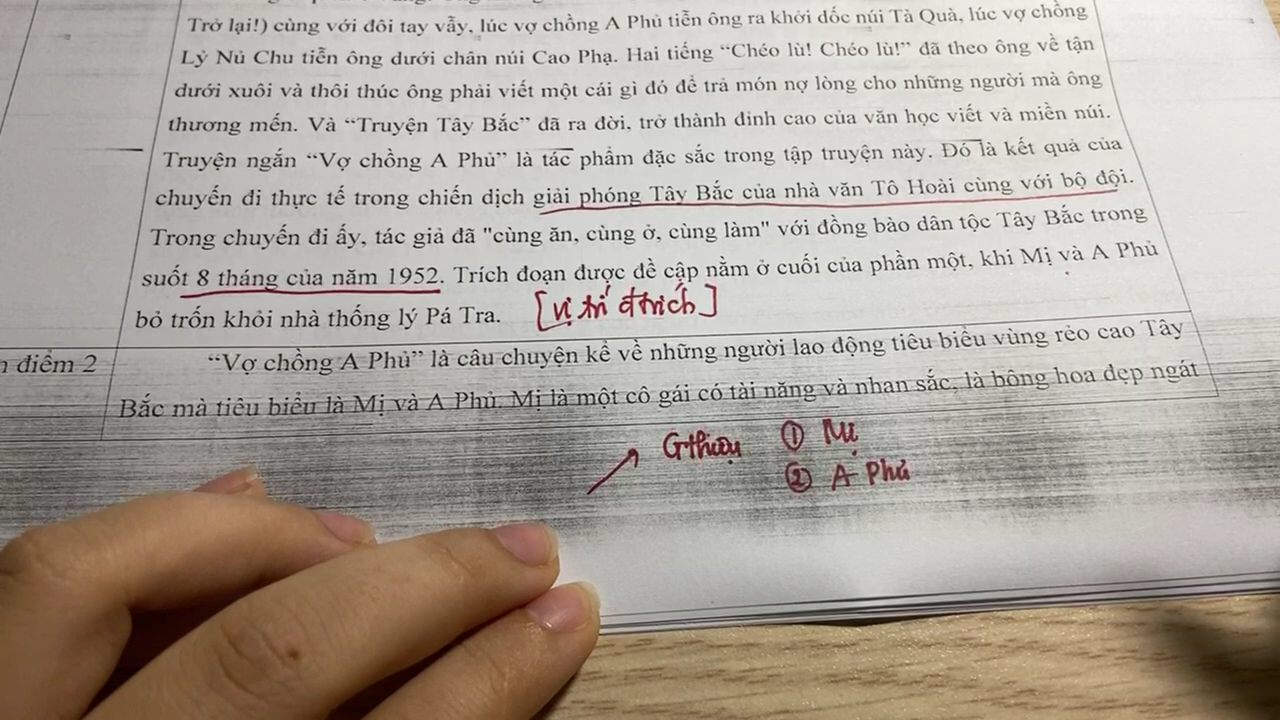 Trở lại!) cùng với đôi tay vẫy, lúc vợ chồng A Phủ tiễn ông ra khỏi dốc núi Tà Quà, lúc vợ chồng
Lỳ Nủ Chu tiễn ông dưới chân núi Cao Phạ. Hai tiếng “Chéo lù! Chéo lù!” đã theo ông về tận
dưới xuôi và thôi thúc ông phải viết một cái gì đó để trả món nợ lòng cho những người mà ông
thương mến. Và “Truyện Tây Bắc” đã ra đời, trở thành đỉnh cao của văn học viết và miền núi.
Truyện ngắn “Vợ chồng A Phủ” là tác phẩm đặc sắc trong tập truyện này. Đó là kết quả của
chuyến đi thực tế trong chiến dịch giải phóng Tây Bắc của nhà văn Tô Hoài cùng với bộ đội.
Trong chuyến đi ấy, tác giả đã "cùng ăn, cùng ở, cùng làm" với đồng bào dân tộc Tây Bắc trong
suốt 8 tháng của năm 1952. Trích đoạn được đề cập nằm ở cuối của phần một, khi Mị và A Phủ
bỏ trốn khỏi nhà thống lý Pá Tra. [vị trí đtrích]
điểm 2 “Vợ chồng A Phủ” là câu chuyện kể về những người lao động tiêu biểu vùng rẻo cao Tây
Bắc mà tiêu biểu là Mị và A Phủ. Mị là một cô gái có tài năng và nhan sắc, là bông hoa đẹp ngát
① Mị
② A Phủ